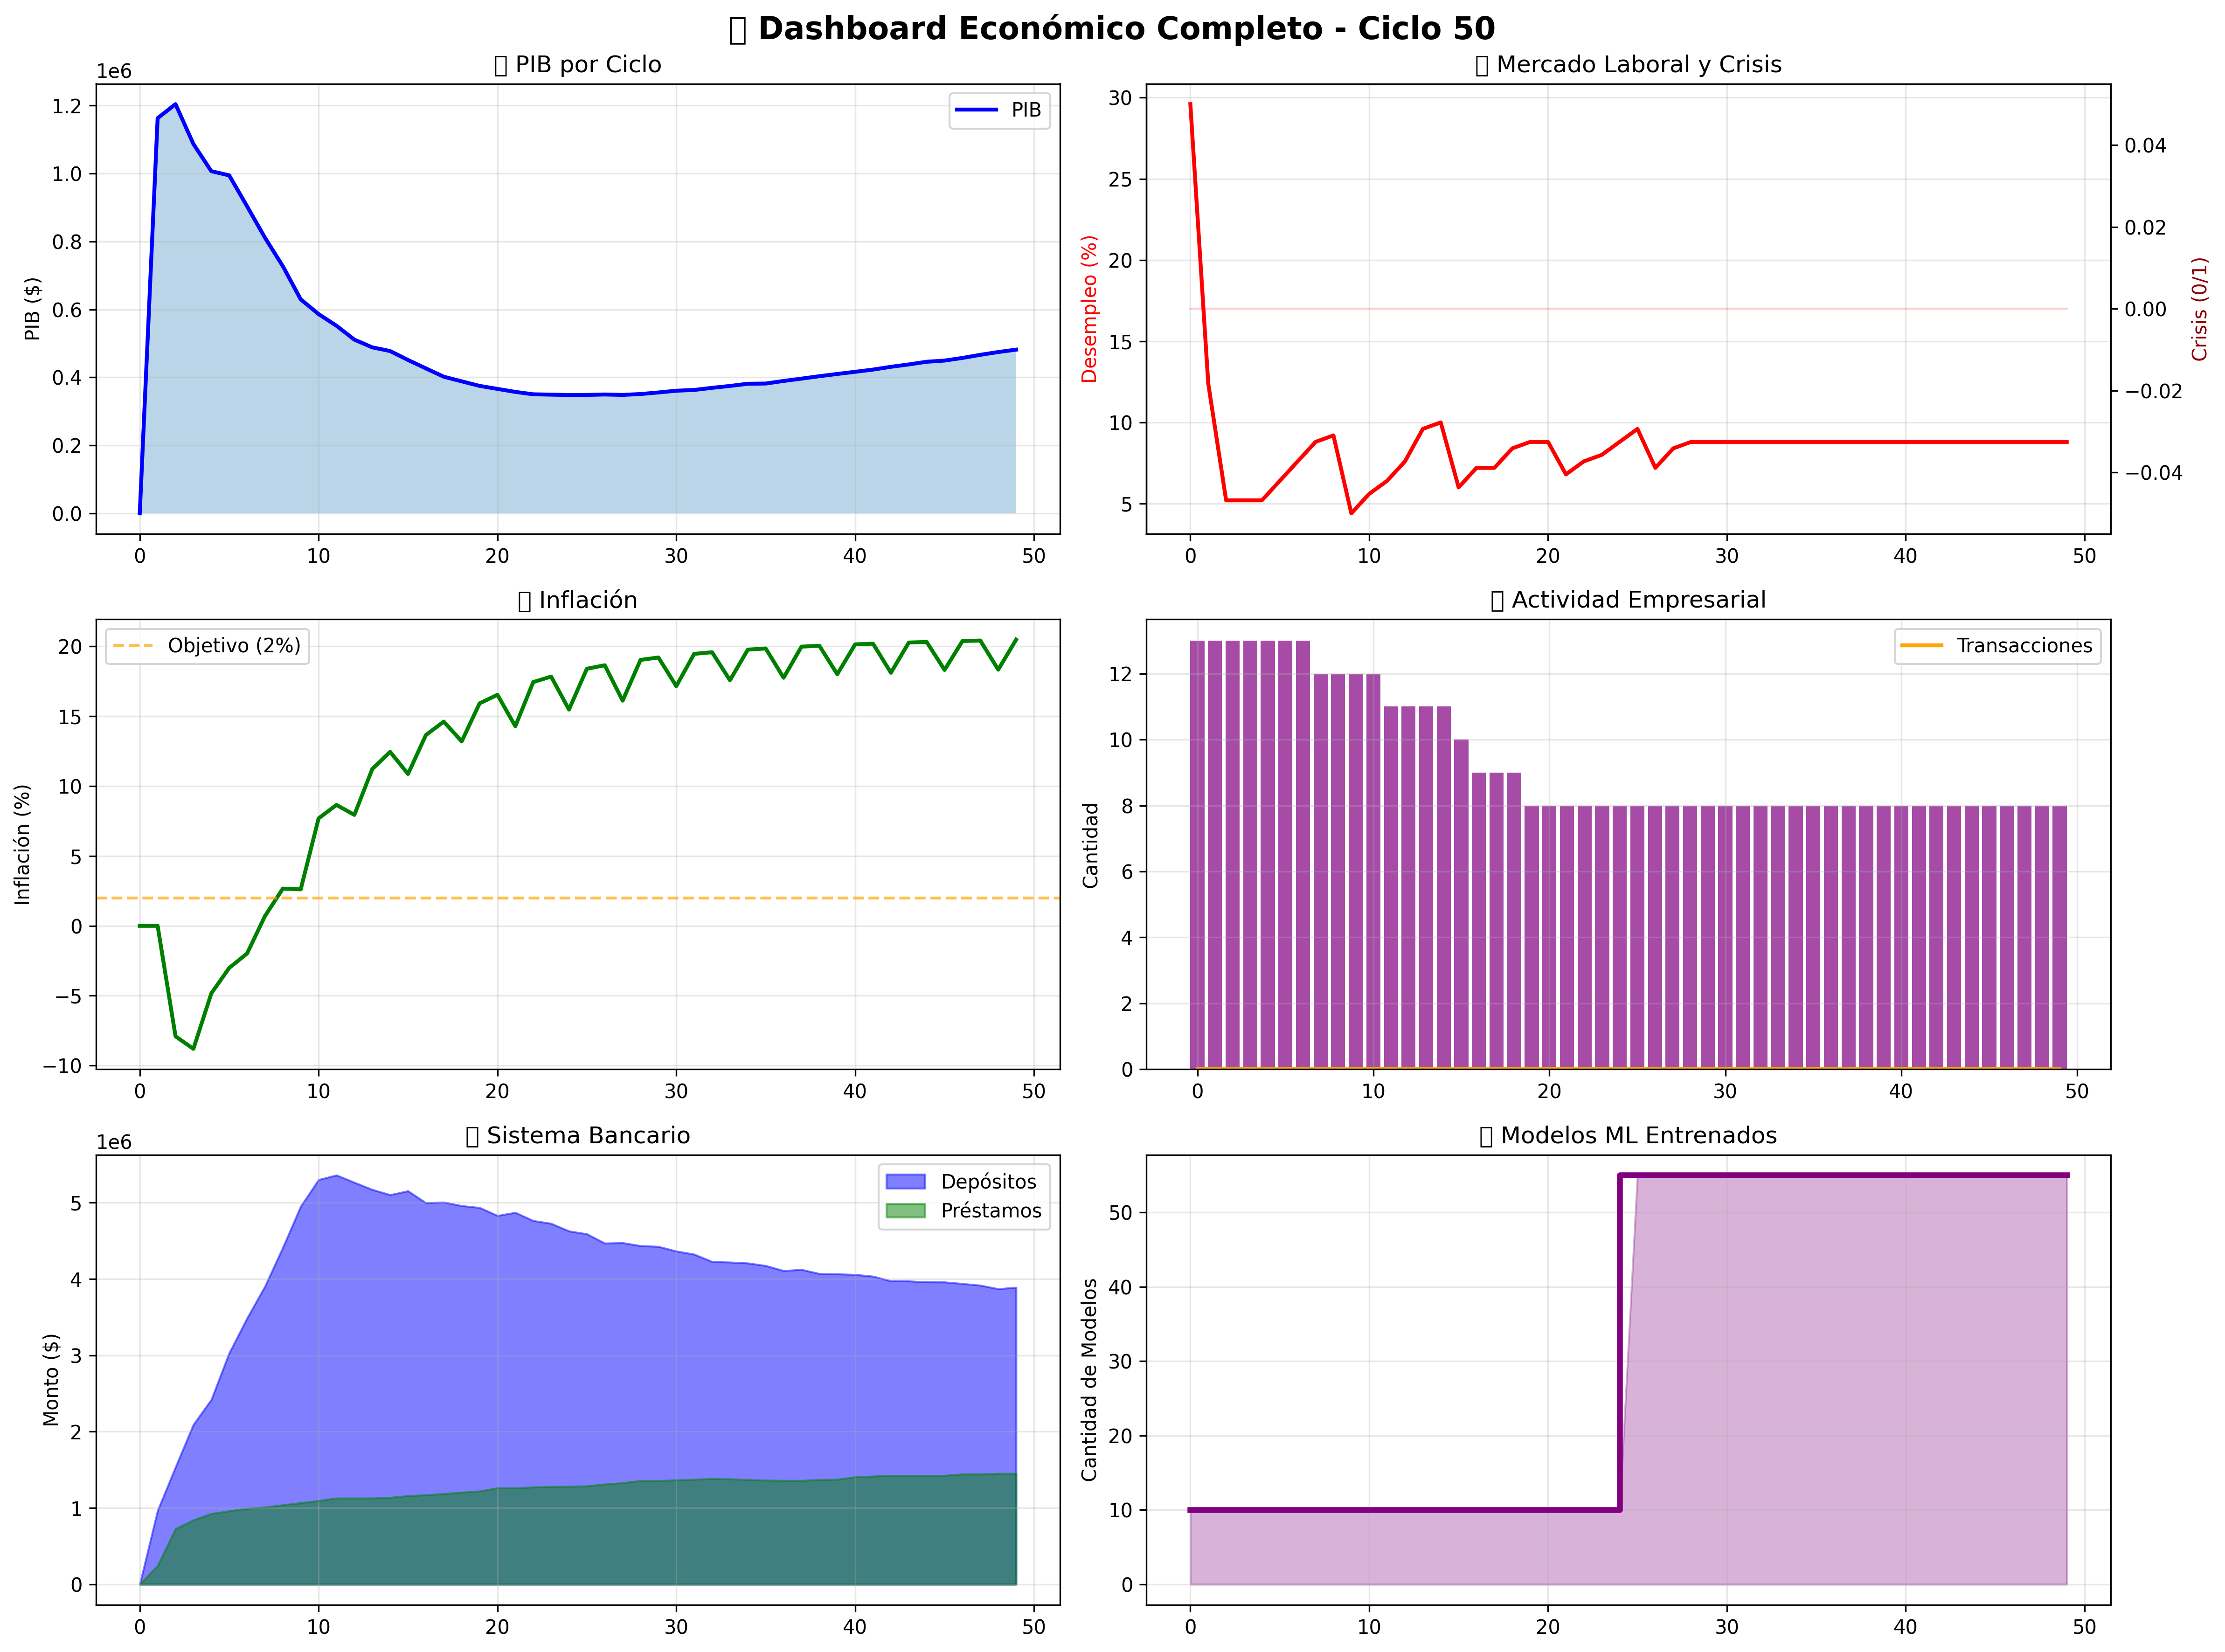 Dashboard Económico Completo - Ciclo 50
PIB por Ciclo
1e6
PIB ($)
1.2
1.0
0.8
0.6
0.4
0.2
0.0
0 10 20 30 40 50
PIB
Mercado Laboral y Crisis
Desempleo (%)
30
25
20
15
10
5
0 10 20 30 40 50
0.04
0.02
0.00
−0.02
−0.04
Crisis (0/1)
Inflación
Inflación (%)
20
15
10
5
0
−5
−10
0 10 20 30 40 50
Objetivo (2%)
Actividad Empresarial
Cantidad
12
10
8
6
4
2
0
0 10 20 30 40 50
Transacciones
Sistema Bancario
1e6
Monto ($)
5
4
3
2
1
0
0 10 20 30 40 50
Depósitos
Préstamos
Modelos ML Entrenados
Cantidad de Modelos
50
40
30
20
10
0
0 10 20 30 40 50